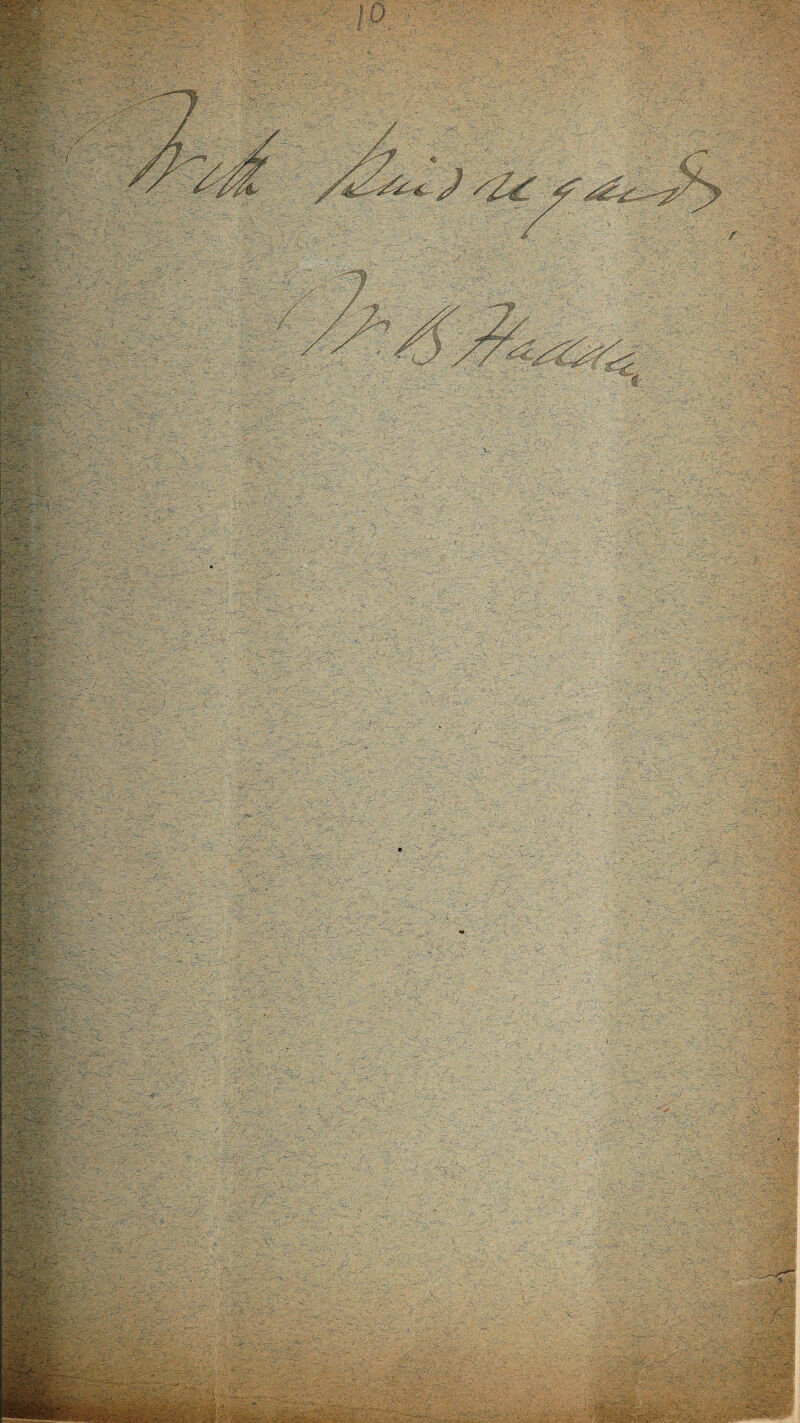 10
With kind regards,
W. B. Hadden